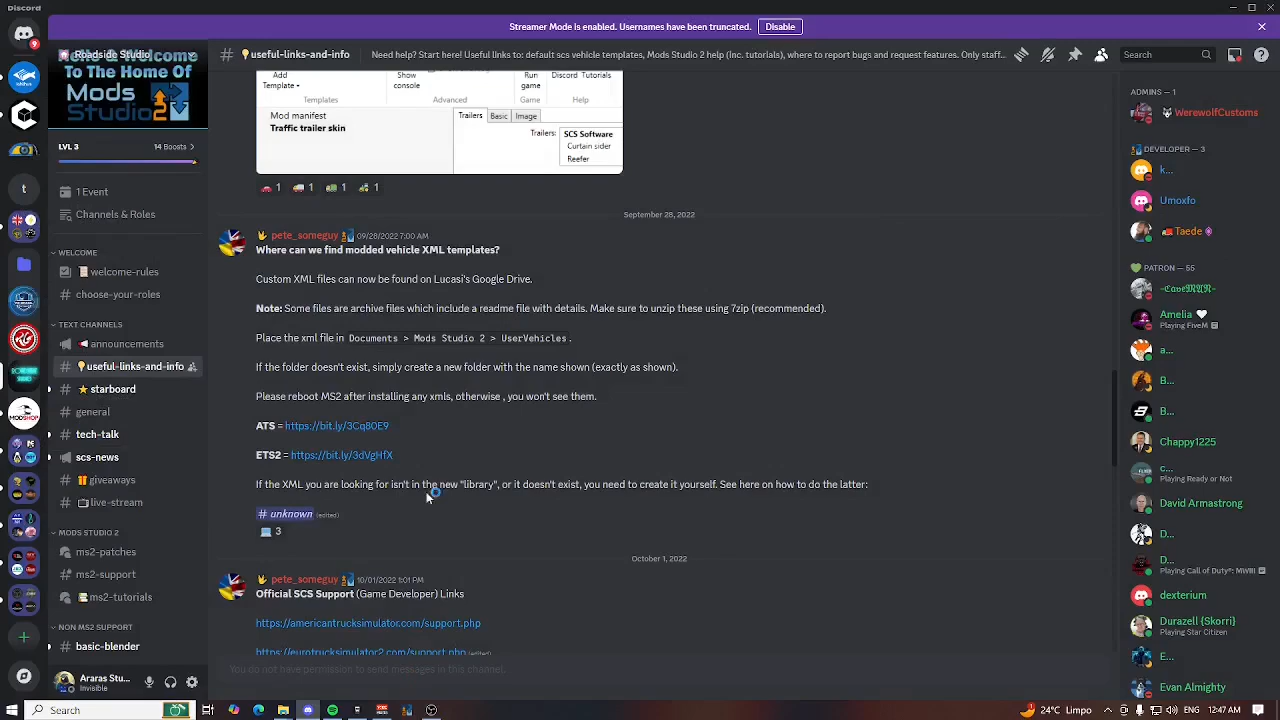 Discord
Streamer Mode is enabled. Usernames have been truncated.
Disable
Roadside Studio
Hello & Welcome
To The Home Of
Mods
Studio2
LVL 3
14 Boosts
1 Event
Channels & Roles
WELCOME
welcome-rules
choose-your-roles
TEXT CHANNELS
announcements
useful-links-and-info
starboard
general
tech-talk
scs-news
giveaways
live-stream
MODS STUDIO 2
ms2-patches
ms2-support
ms2-tutorials
NON MS2 SUPPORT
basic-blender
Araras Stu...
Invisible
# useful-links-and-info
Need help? Start here! Useful links to: default scs vehicle templates, Mods Studio 2 help (inc. tutorials), where to report bugs and request features. Only staff...
Add
Template
Show
console
Run
game
Discord Tutorials
Templates
Advanced
Game
Help
Mod manifest
Traffic trailer skin
Trailers
Basic
Image
Trailers:
SCS Software
Curtain sider
Reefer
1 1 1 1
September 28, 2022
pete_someguy 09/28/2022 7:00 AM
Where can we find modded vehicle XML templates?
Custom XML files can now be found on Lucasi's Google Drive.
Note: Some files are archive files which include a readme file with details. Make sure to unzip these using 7zip (recommended).
Place the xml file in Documents > Mods Studio 2 > UserVehicles.
If the folder doesn't exist, simply create a new folder with the name shown (exactly as shown).
Please reboot MS2 after installing any xmls, otherwise , you won't see them.
ATS = https://bit.ly/3Cq80E9
ETS2 = https://bit.ly/3dVgHfX
If the XML you are looking for isn't in the new "library", or it doesn't exist, you need to create it yourself. See here on how to do the latter:
# unknown (edited)
3
October 1, 2022
pete_someguy 10/01/2022 1:01 PM
Official SCS Support (Game Developer) Links
https://americantrucksimulator.com/support.php
https://eurotrucksimulator2.com/support.php (edited)
You do not have permission to send messages in this channel.
ADMINS — 1
WerewolfCustoms
DEVELOPER — 3
Umoxfo
Taede
PATRON — 55
Anelia
Playing FiveM
B...
B...
B...
Chappy1225
C...
Playing Ready or Not
David Armstrong
D...
D...
Playing Call of Duty®: MWIII
dexterium
Durazell {Skorri}
Playing Star Citizen
E...
Evan Almighty
Search
24°C Limpo